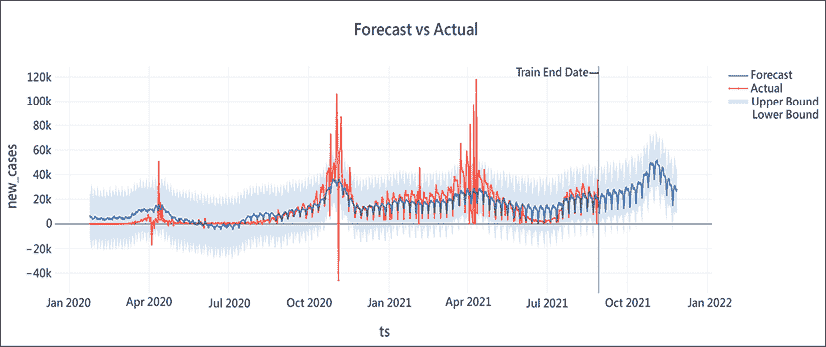 Forecast vs Actual
Train End Date
Forecast
Actual
Upper Bound
Lower Bound
120k
100k
80k
60k
40k
20k
0
−20k
−40k
new_cases
Jan 2020
Apr 2020
Jul 2020
Oct 2020
Jan 2021
Apr 2021
Jul 2021
Oct 2021
Jan 2022
ts